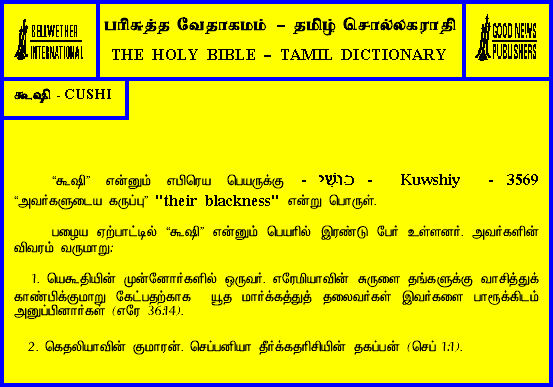 BELLWETHER
INTERNATIONAL
பரிசுத்த வேதாகமம் – தமிழ் சொல்லகராதி
THE HOLY BIBLE – TAMIL DICTIONARY
GOOD NEWS
PUBLISHERS
கூஷி - CUSHI
“கூஷி” என்னும் எபிரெய பெயருக்கு - כּוּשִׁי - Kuwshiy - 3569
“அவர்களுடைய கருப்பு” "their blackness" என்று பொருள்.
பழைய ஏற்பாட்டில் “கூஷி” என்னும் பெயரில் இரண்டு பேர் உள்ளனர். அவர்களின்
விவரம் வருமாறு:
1. யெகூதியின் முன்னோர்களில் ஒருவர். எரேமியாவின் சுருளை தங்களுக்கு வாசித்துக்
காண்பிக்குமாறு கேட்பதற்காக யூத மார்க்கத்துத் தலைவர்கள் இவர்களை பாரூக்கிடம்
அனுப்பினார்கள் (எரே 36:14).
2. கெதலியாவின் குமாரன். செப்பனியா தீர்க்கதரிசியின் தகப்பன் (செப் 1:1).